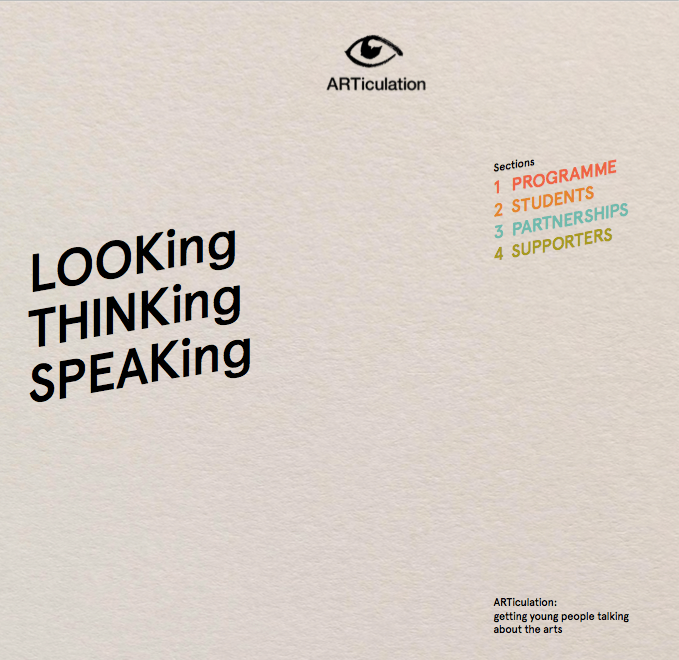 ARTiculation
Sections
1 PROGRAMME
2 STUDENTS
3 PARTNERSHIPS
4 SUPPORTERS
LOOKing
THINKing
SPEAKing
ARTiculation:
getting young people talking
about the arts